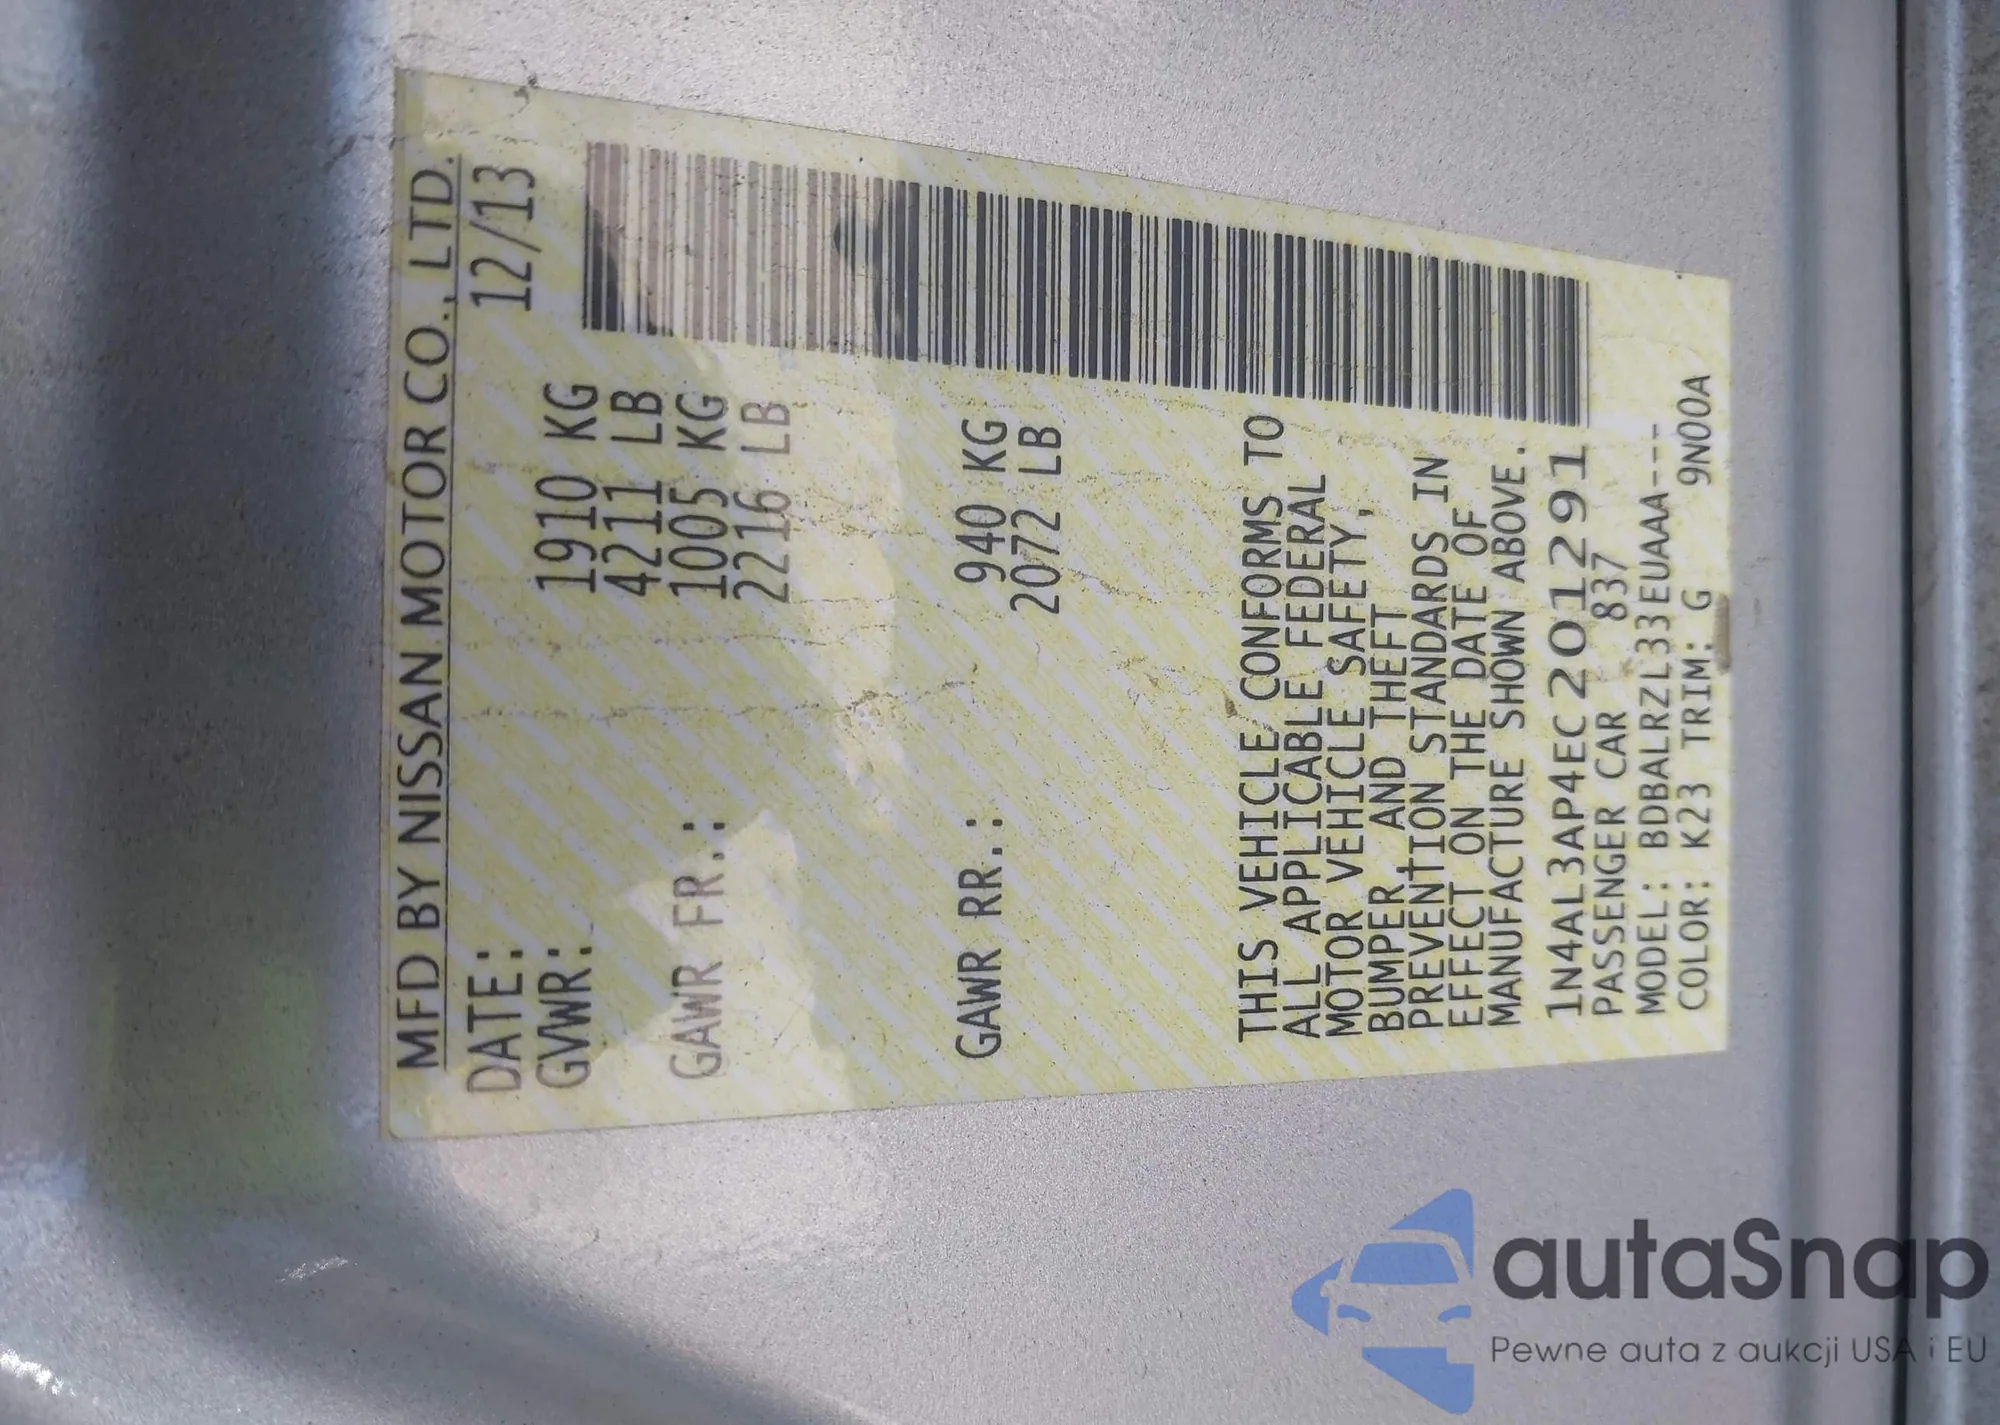 MFD BY NISSAN MOTOR CO., LTD.
DATE: 12/13
GVWR: 1910 KG
4211 LB
GAWR FR.: 1005 KG
2216 LB
GAWR RR.: 940 KG
2072 LB
THIS VEHICLE CONFORMS TO
ALL APPLICABLE FEDERAL
MOTOR VEHICLE SAFETY,
BUMPER, AND THEFT
PREVENTION STANDARDS IN
EFFECT ON THE DATE OF
MANUFACTURE SHOWN ABOVE.
1N4AL3AP4EC201291
PASSENGER CAR 837
MODEL: BDBALRZL33EUAAA---
COLOR: K23 TRIM: G 9N00A
autaSnap
Pewne auta z aukcji USA i EU